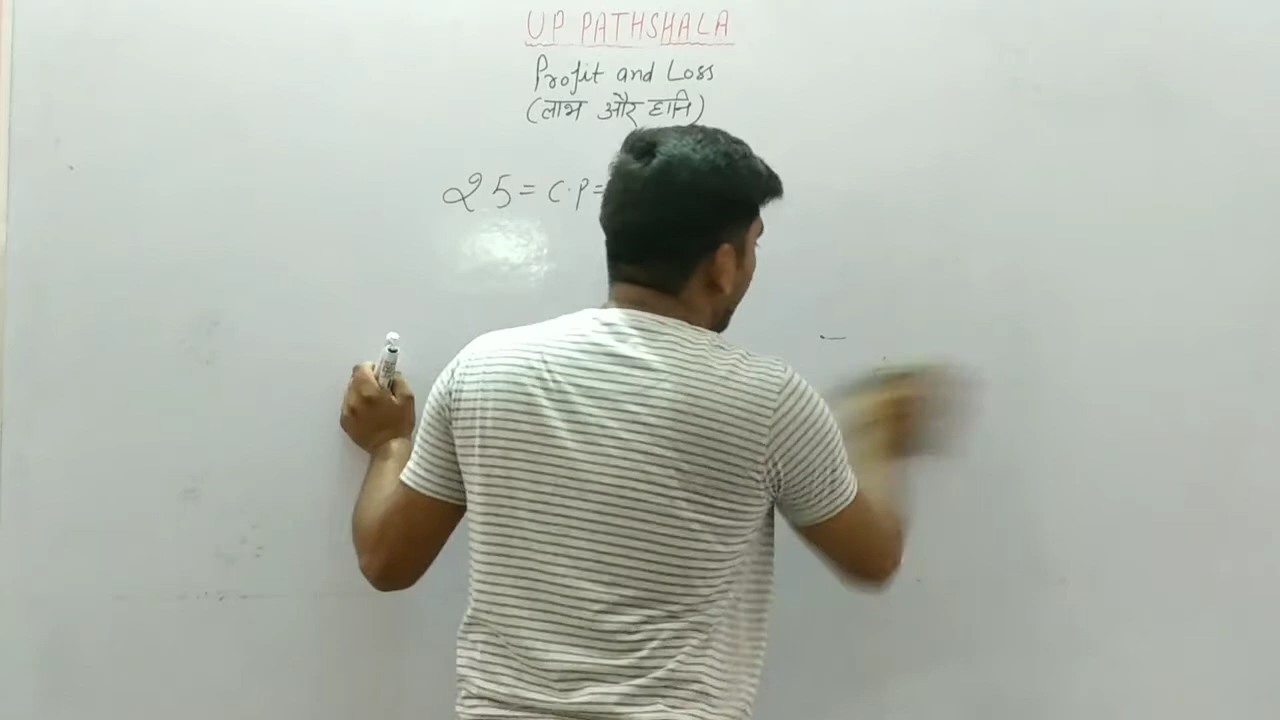 UP PATHSHALA
Profit and Loss
(लाभ और हानि)
25 = C.P =